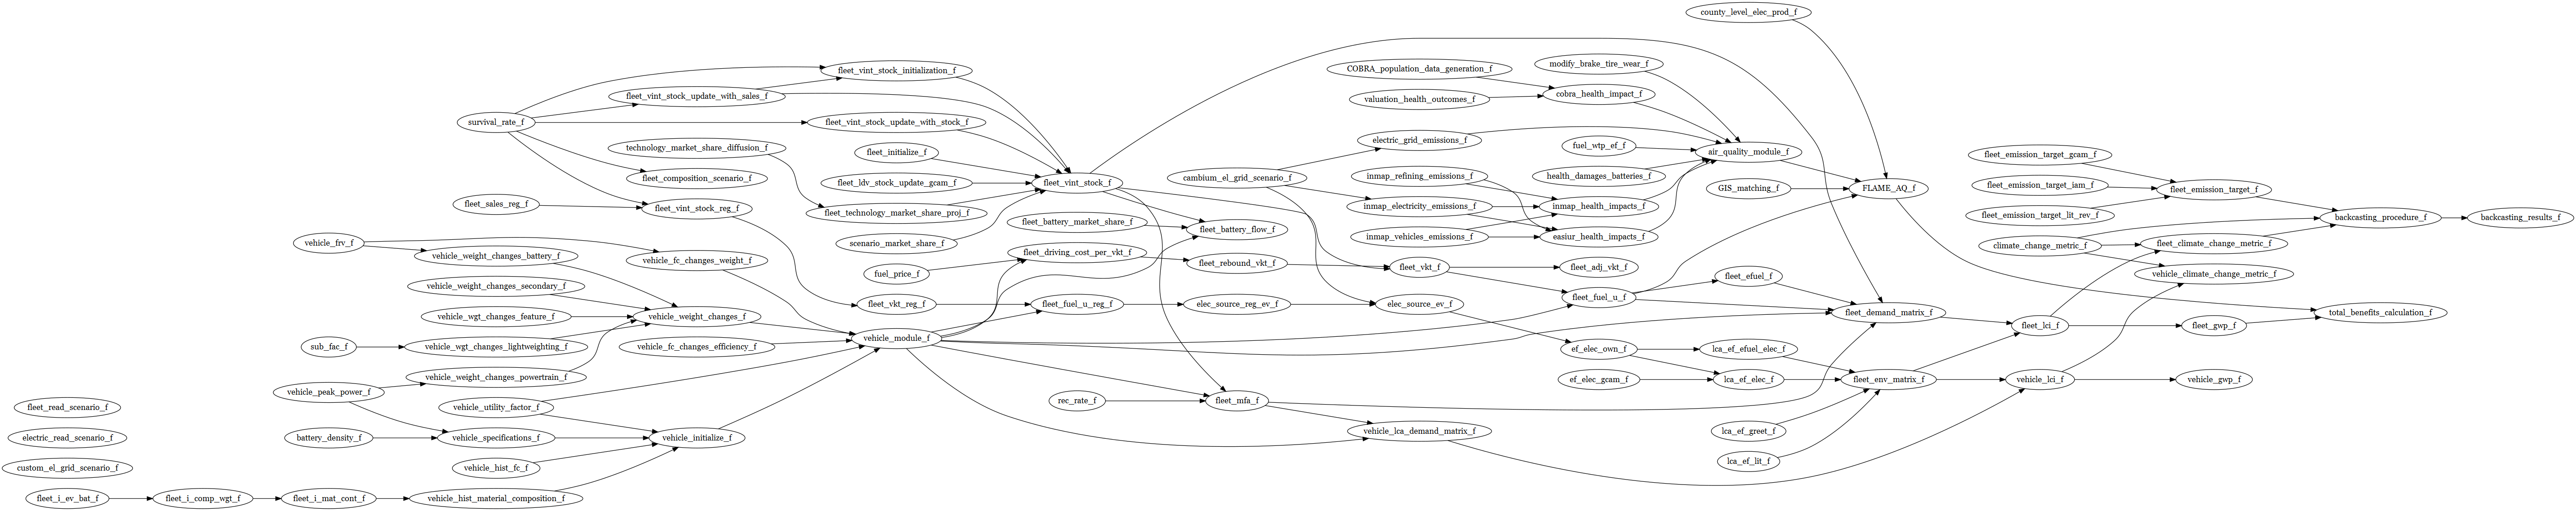 county_level_elec_prod_f
COBRA_population_data_generation_f
modify_brake_tire_wear_f
fleet_vint_stock_initialization_f
fleet_vint_stock_update_with_sales_f
valuation_health_outcomes_f
cobra_health_impact_f
survival_rate_f
fleet_vint_stock_update_with_stock_f
technology_market_share_diffusion_f
fleet_initialize_f
electric_grid_emissions_f
fuel_wtp_ef_f
air_quality_module_f
fleet_emission_target_gcam_f
fleet_composition_scenario_f
fleet_ldv_stock_update_gcam_f
fleet_vint_stock_f
cambium_el_grid_scenario_f
inmap_refining_emissions_f
health_damages_batteries_f
GIS_matching_f
FLAME_AQ_f
fleet_emission_target_iam_f
fleet_emission_target_f
fleet_sales_reg_f
fleet_vint_stock_reg_f
fleet_technology_market_share_proj_f
fleet_battery_market_share_f
inmap_electricity_emissions_f
inmap_health_impacts_f
fleet_emission_target_lit_rev_f
backcasting_procedure_f
backcasting_results_f
vehicle_frv_f
scenario_market_share_f
fleet_battery_flow_f
inmap_vehicles_emissions_f
easiur_health_impacts_f
climate_change_metric_f
fleet_climate_change_metric_f
vehicle_weight_changes_battery_f
vehicle_fc_changes_weight_f
fleet_driving_cost_per_vkt_f
fuel_price_f
fleet_rebound_vkt_f
fleet_vkt_f
fleet_adj_vkt_f
fleet_efuel_f
vehicle_climate_change_metric_f
vehicle_weight_changes_secondary_f
fleet_vkt_reg_f
fleet_fuel_u_reg_f
elec_source_reg_ev_f
elec_source_ev_f
fleet_fuel_u_f
vehicle_wgt_changes_feature_f
vehicle_weight_changes_f
fleet_demand_matrix_f
fleet_lci_f
fleet_gwp_f
total_benefits_calculation_f
sub_fac_f
vehicle_wgt_changes_lightweighting_f
vehicle_fc_changes_efficiency_f
vehicle_module_f
ef_elec_own_f
lca_ef_efuel_elec_f
vehicle_peak_power_f
vehicle_weight_changes_powertrain_f
ef_elec_gcam_f
lca_ef_elec_f
fleet_env_matrix_f
vehicle_lci_f
vehicle_gwp_f
fleet_read_scenario_f
vehicle_utility_factor_f
rec_rate_f
fleet_mfa_f
electric_read_scenario_f
battery_density_f
vehicle_specifications_f
vehicle_initialize_f
vehicle_lca_demand_matrix_f
lca_ef_greet_f
custom_el_grid_scenario_f
vehicle_hist_fc_f
lca_ef_lit_f
fleet_i_ev_bat_f
fleet_i_comp_wgt_f
fleet_i_mat_cont_f
vehicle_hist_material_composition_f